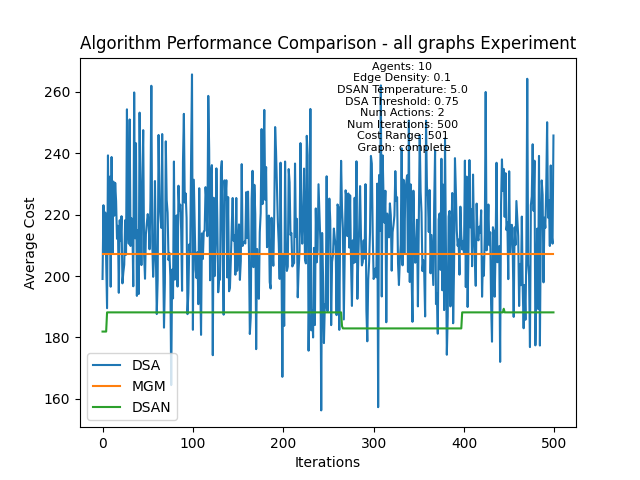 Algorithm Performance Comparison - all graphs Experiment
Agents: 10
Edge Density: 0.1
DSAN Temperature: 5.0
DSA Threshold: 0.75
Num Actions: 2
Num Iterations: 500
Cost Range: 501
Graph: complete
260
240
220
200
180
160
Average Cost
DSA
MGM
DSAN
0
100
200
300
400
500
Iterations